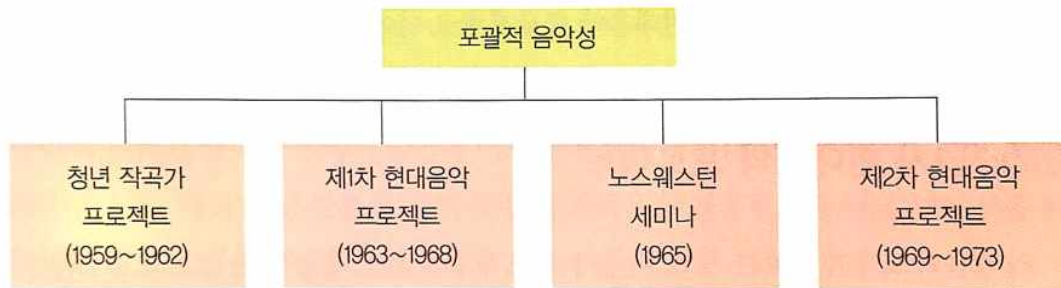 포괄적 음악성
청년 작곡가
프로젝트
(1959~1962)
제1차 현대음악
프로젝트
(1963~1968)
노스웨스턴
세미나
(1965)
제2차 현대음악
프로젝트
(1969~1973)